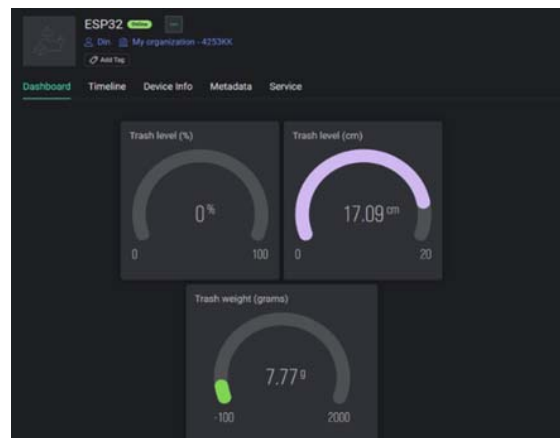 ESP32 Online ...
Din My organization - 4253KK
Add Tag
Dashboard Timeline Device Info Metadata Service
Trash level (%) Trash level (cm)
0 % 17.09 cm
0 100 0 20
Trash weight (grams)
7.77 g
-100 2000